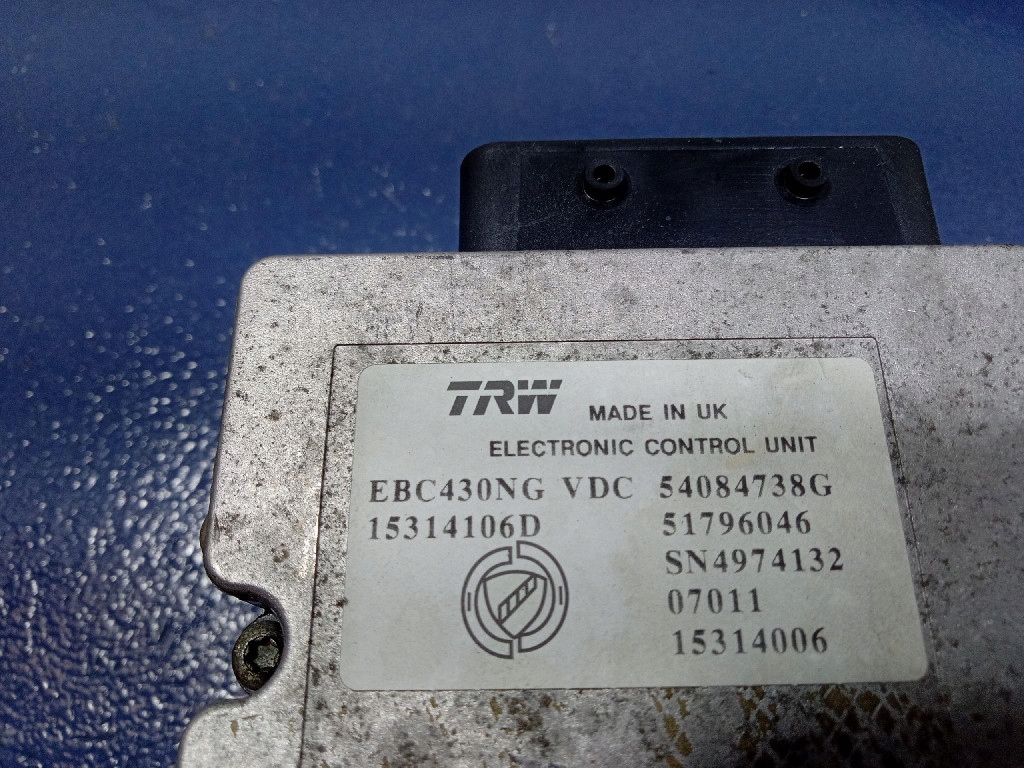 TRW MADE IN UK
ELECTRONIC CONTROL UNIT
EBC430NG VDC 54084738G
15314106D 51796046
SN4974132
07011
15314006